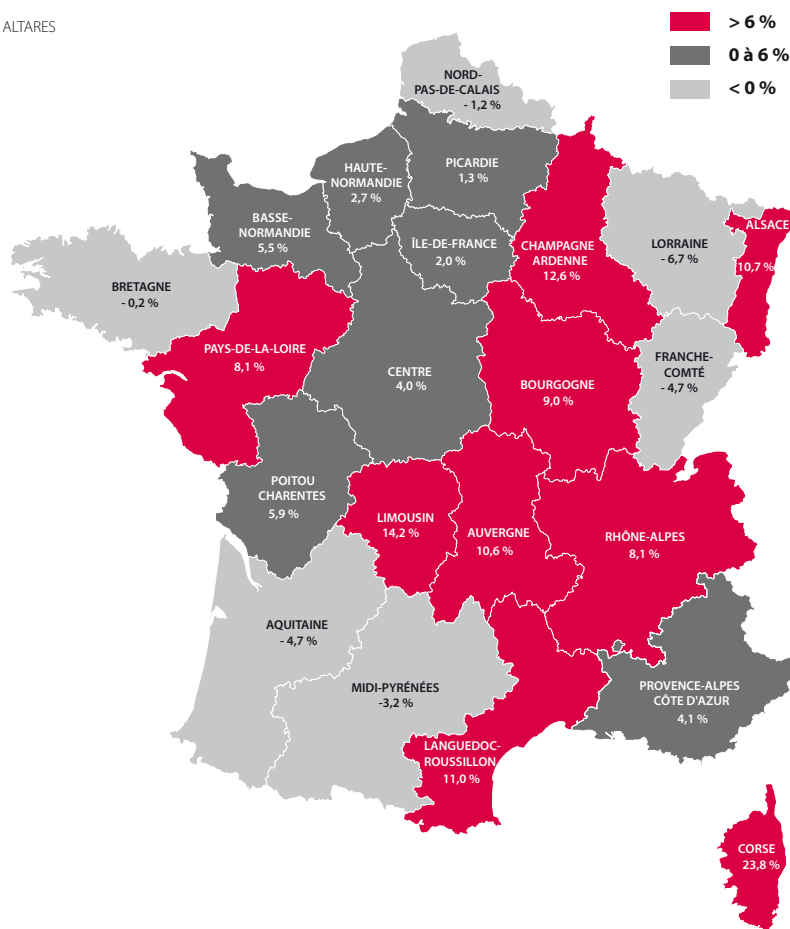 ALTARES
> 6 %
0 à 6 %
< 0 %
NORD-
PAS-DE-CALAIS
- 1,2 %
PICARDIE
1,3 %
HAUTE-
NORMANDIE
2,7 %
BASSE-
NORMANDIE
5,5 %
ÎLE-DE-FRANCE
2,0 %
CHAMPAGNE
ARDENNE
12,6 %
LORRAINE
- 6,7 %
ALSACE
10,7 %
BRETAGNE
- 0,2 %
PAYS-DE-LA-LOIRE
8,1 %
CENTRE
4,0 %
BOURGOGNE
9,0 %
FRANCHE-
COMTÉ
- 4,7 %
POITOU
CHARENTES
5,9 %
LIMOUSIN
14,2 %
AUVERGNE
10,6 %
RHÔNE-ALPES
8,1 %
AQUITAINE
- 4,7 %
MIDI-PYRÉNÉES
-3,2 %
PROVENCE-ALPES
CÔTE D'AZUR
4,1 %
LANGUEDOC-
ROUSSILLON
11,0 %
CORSE
23,8 %